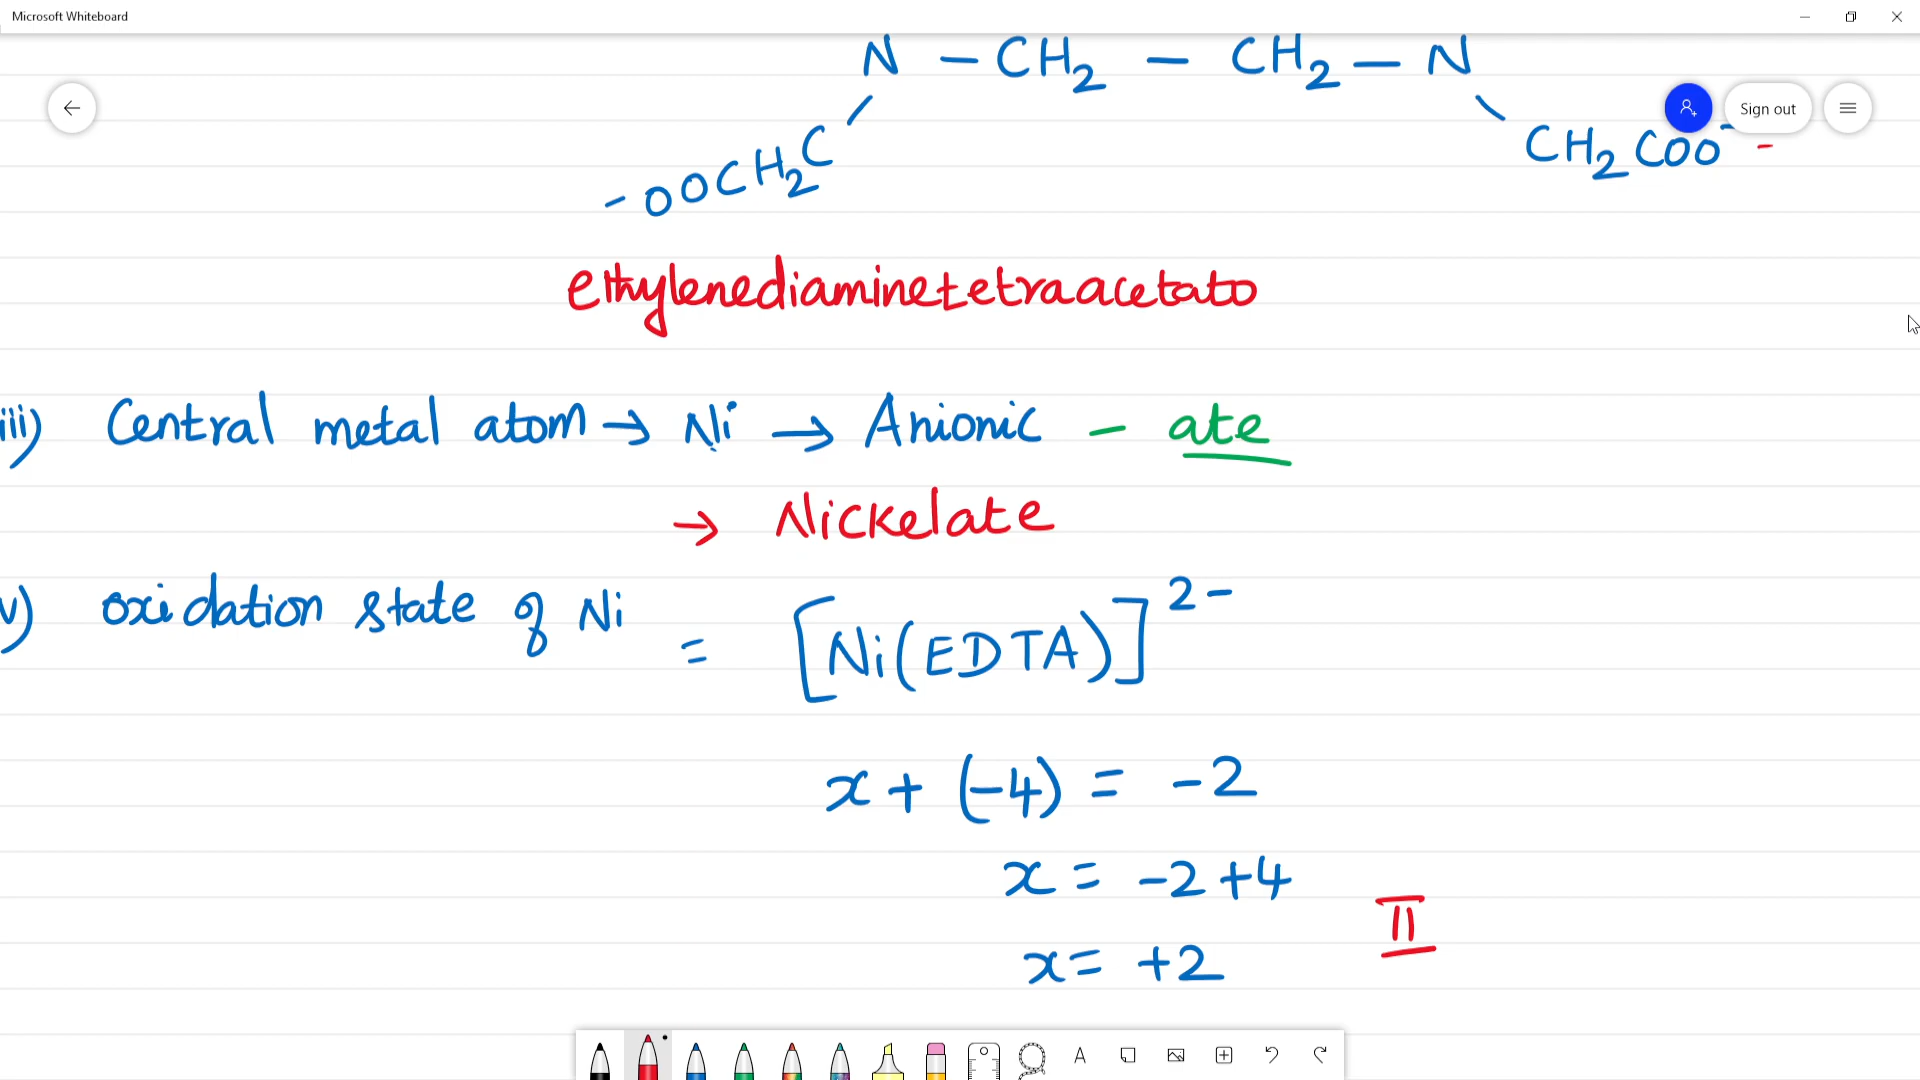 Microsoft Whiteboard
N – CH2 – CH2 – N
Sign out
-OOCH2C
CH2COO- -
ethylenediaminetetraacetato
iii) Central metal atom → Ni → Anionic - ate
→ Nickelate
v) oxidation state of Ni = [Ni(EDTA)]2-
x + (-4) = -2
x = -2+4
x = +2
II
A